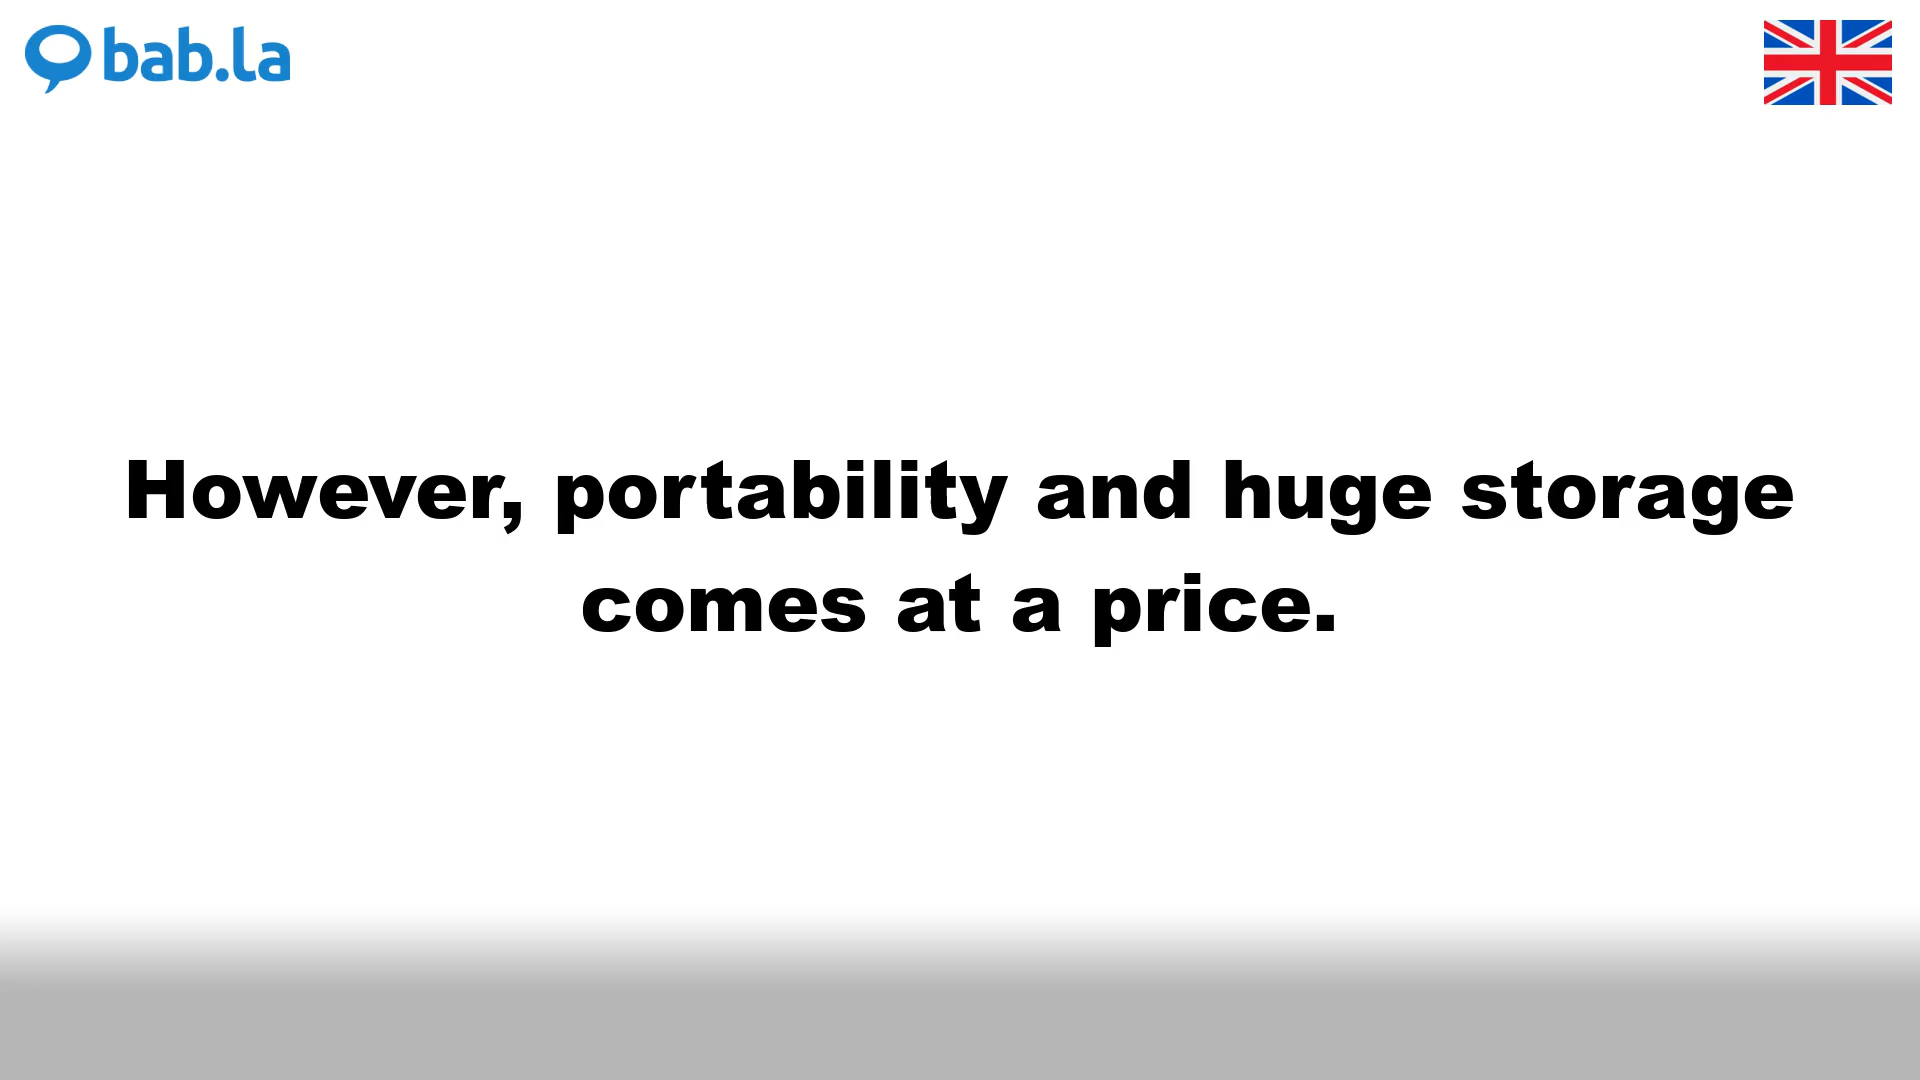 bab.la
However, portability and huge storage
comes at a price.